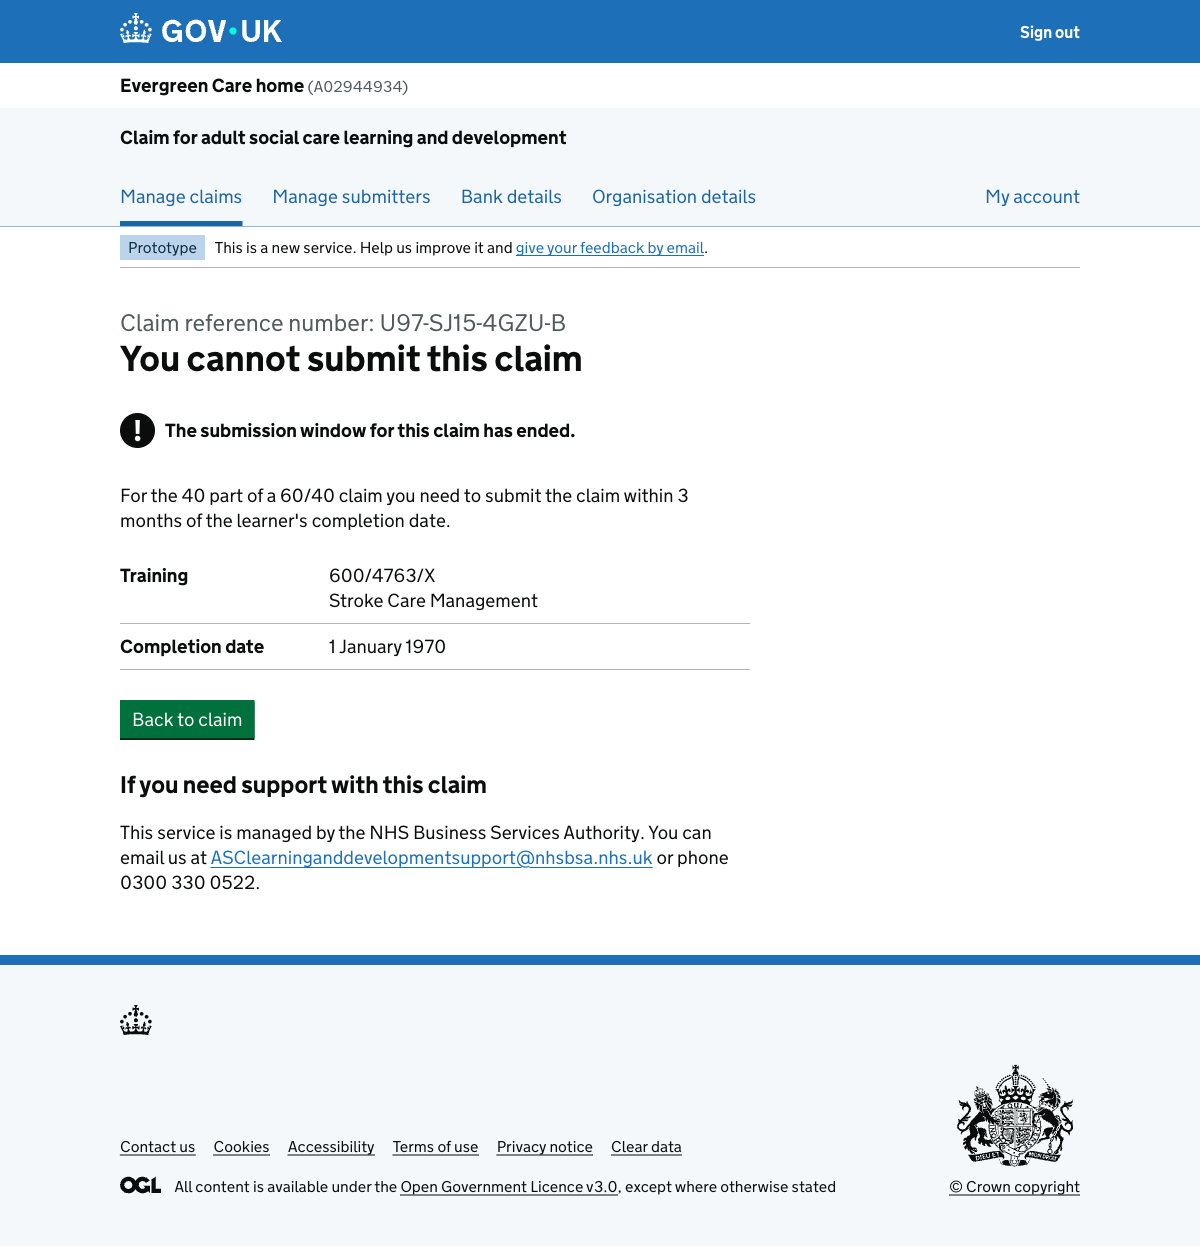 GOV·UK
Sign out
Evergreen Care home (A02944934)
Claim for adult social care learning and development
Manage claims Manage submitters Bank details Organisation details My account
Prototype This is a new service. Help us improve it and give your feedback by email.
Claim reference number: U97-SJ15-4GZU-B
You cannot submit this claim
! The submission window for this claim has ended.
For the 40 part of a 60/40 claim you need to submit the claim within 3
months of the learner's completion date.
Training 600/4763/X
Stroke Care Management
Completion date 1 January 1970
Back to claim
If you need support with this claim
This service is managed by the NHS Business Services Authority. You can
email us at ASClearninganddevelopmentsupport@nhsbsa.nhs.uk or phone
0300 330 0522.
Contact us Cookies Accessibility Terms of use Privacy notice Clear data
OGL All content is available under the Open Government Licence v3.0, except where otherwise stated
© Crown copyright